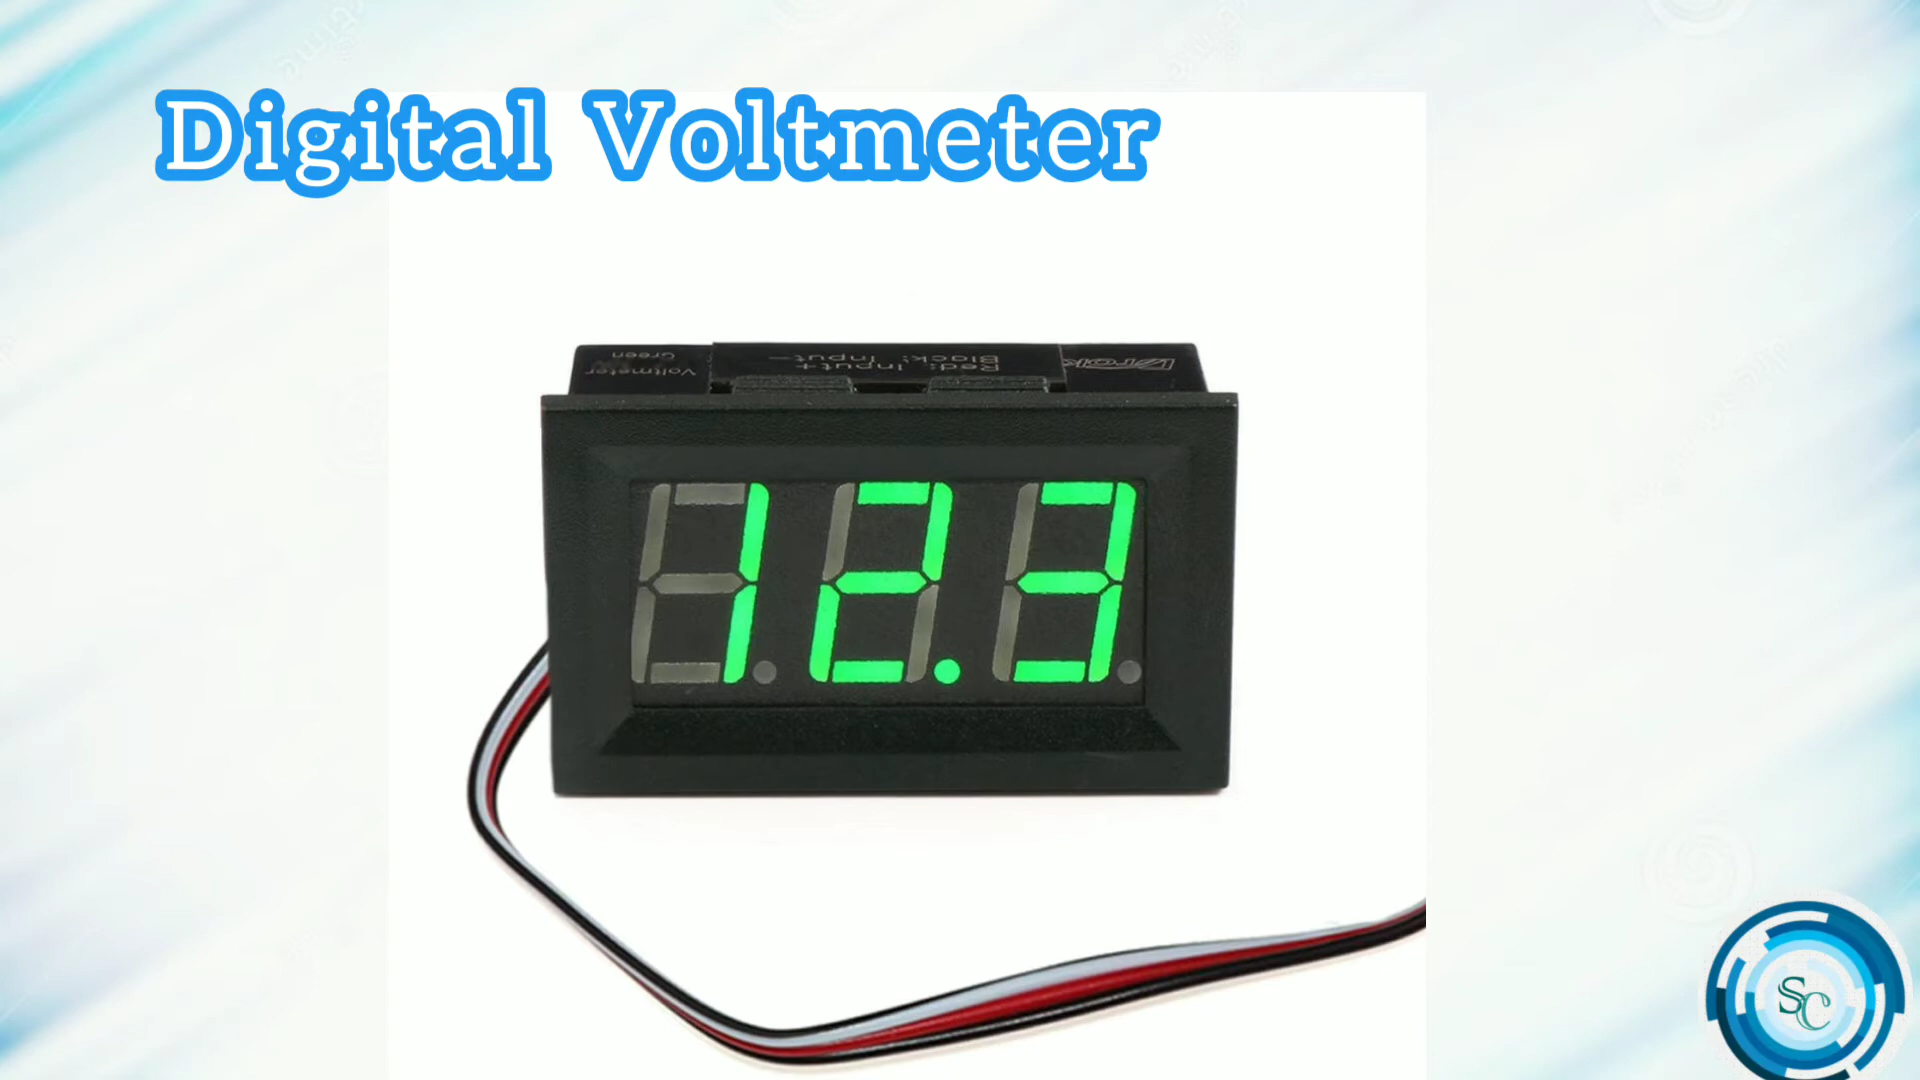 Digital Voltmeter
Voltmeter
Green
Red: Input+
Black: Input-
12.3
SC